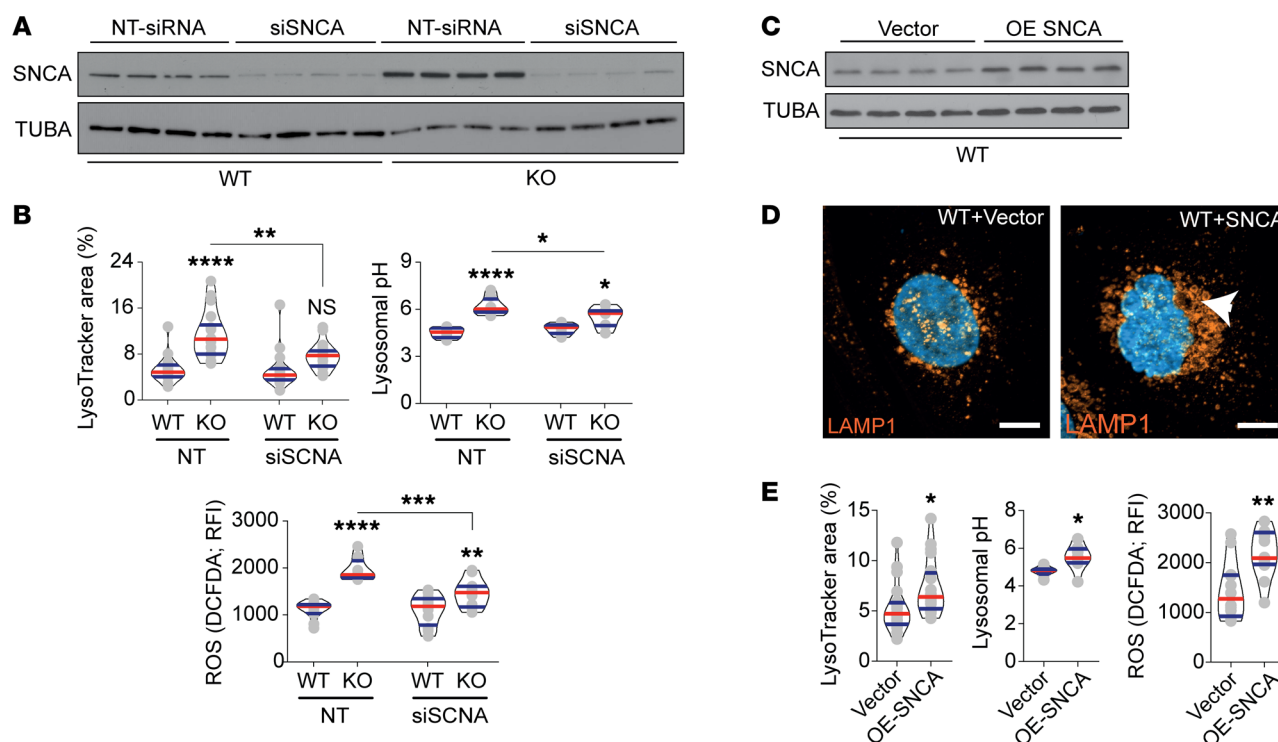 A
NT-siRNA siSNCA NT-siRNA siSNCA
SNCA
TUBA
WT KO
B
LysoTracker area (%)
24
16
8
0
**
****
NS
WT KO WT KO
NT siSCNA
Lysosomal pH
9
6
3
0
*
****
*
WT KO WT KO
NT siSCNA
ROS (DCFDA; RFI)
3000
2000
1000
0
***
****
**
WT KO WT KO
NT siSCNA
C
Vector OE SNCA
SNCA
TUBA
WT
D
WT+Vector
LAMP1
WT+SNCA
LAMP1
E
LysoTracker area (%)
15
10
5
0
*
Vector
OE-SNCA
Lysosomal pH
8
6
4
2
0
*
Vector
OE-SNCA
ROS (DCFDA; RFI)
3000
2000
1000
0
**
Vector
OE-SNCA